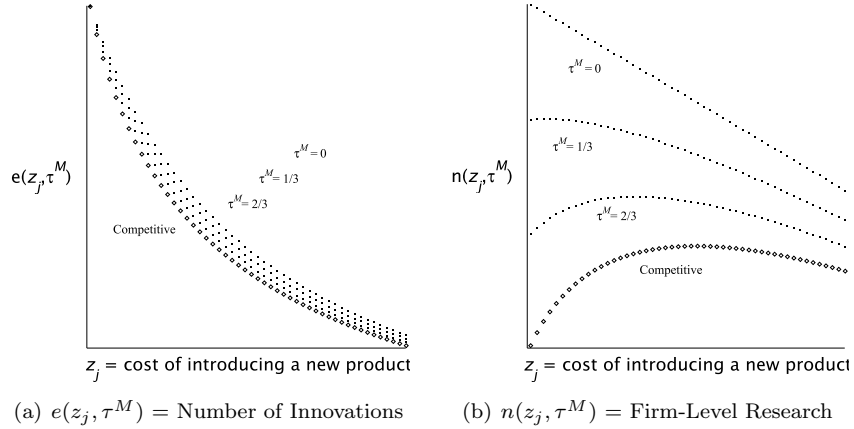 e(z_j,τ^M)
τ^M = 0
τ^M = 1/3
τ^M = 2/3
Competitive
z_j = cost of introducing a new product
(a) e(z_j, τ^M) = Number of Innovations
n(z_j,τ^M)
τ^M = 0
τ^M = 1/3
τ^M = 2/3
Competitive
z_j = cost of introducing a new product
(b) n(z_j, τ^M) = Firm-Level Research